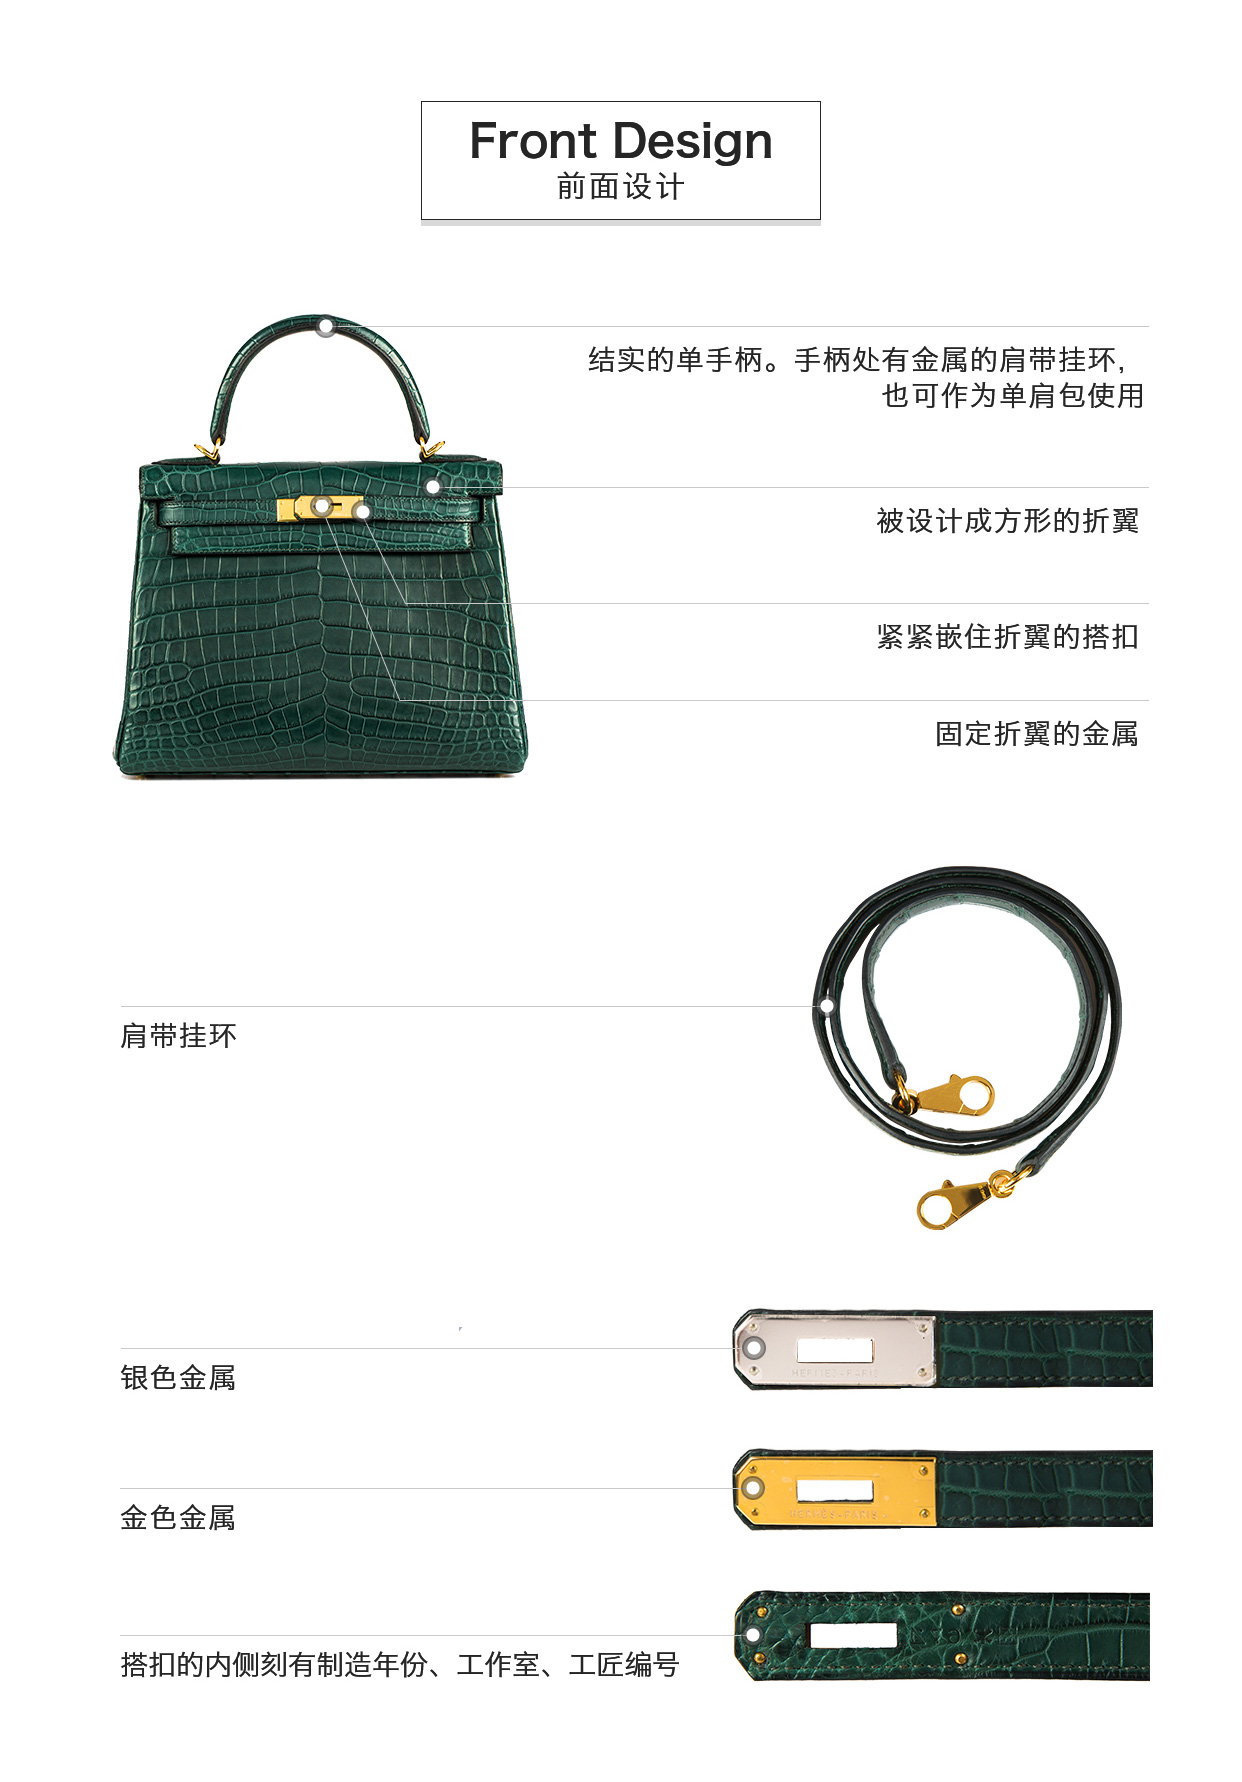 Front Design
前面设计
结实的单手柄。手柄处有金属的肩带挂环，
也可作为单肩包使用
被设计成方形的折翼
紧紧嵌住折翼的搭扣
固定折翼的金属
肩带挂环
银色金属
HERMES-PARIS
金色金属
HERMES-PARIS
搭扣的内侧刻有制造年份、工作室、工匠编号